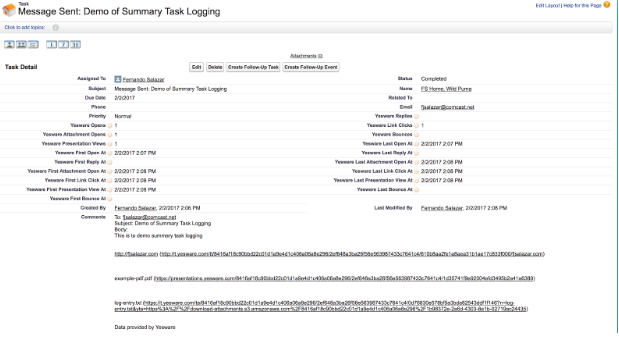 Task
Message Sent: Demo of Summary Task Logging
Edit Layout | Help for this Page
Click to add topics:
1 7 31
Attachments [0]
Task Detail
Edit Delete Create Follow-Up Task Create Follow-Up Event
Assigned To Fernando Salazar
Status Completed
Subject Message Sent: Demo of Summary Task Logging
Name FS Home, Wild Pump
Due Date 2/2/2017
Related To
Phone
Email fjsalazar@comcast.net
Priority Normal
Yesware Replies
Yesware Opens 1
Yesware Link Clicks 1
Yesware Attachment Opens 1
Yesware Bounces
Yesware Presentation Views 1
Yesware Last Open At 2/2/2017 2:07 PM
Yesware First Open At 2/2/2017 2:07 PM
Yesware Last Reply At
Yesware First Reply At
Yesware Last Attachment Open At 2/2/2017 2:08 PM
Yesware First Attachment Open At 2/2/2017 2:08 PM
Yesware Last Link Click At 2/2/2017 2:08 PM
Yesware First Link Click At 2/2/2017 2:08 PM
Yesware Last Presentation View At 2/2/2017 2:08 PM
Yesware First Presentation View At 2/2/2017 2:08 PM
Yesware Last Bounce At
Yesware First Bounce At
Created By Fernando Salazar, 2/2/2017 2:06 PM
Last Modified By Fernando Salazar, 2/2/2017 2:08 PM
Comments To: fjsalazar@comcast.net
Subject: Demo of Summary Task Logging
Body:
This is demo summary task logging
http://fjsalazar.com
example-pdf.pdf
log-entry.txt
Data provided by Yesware